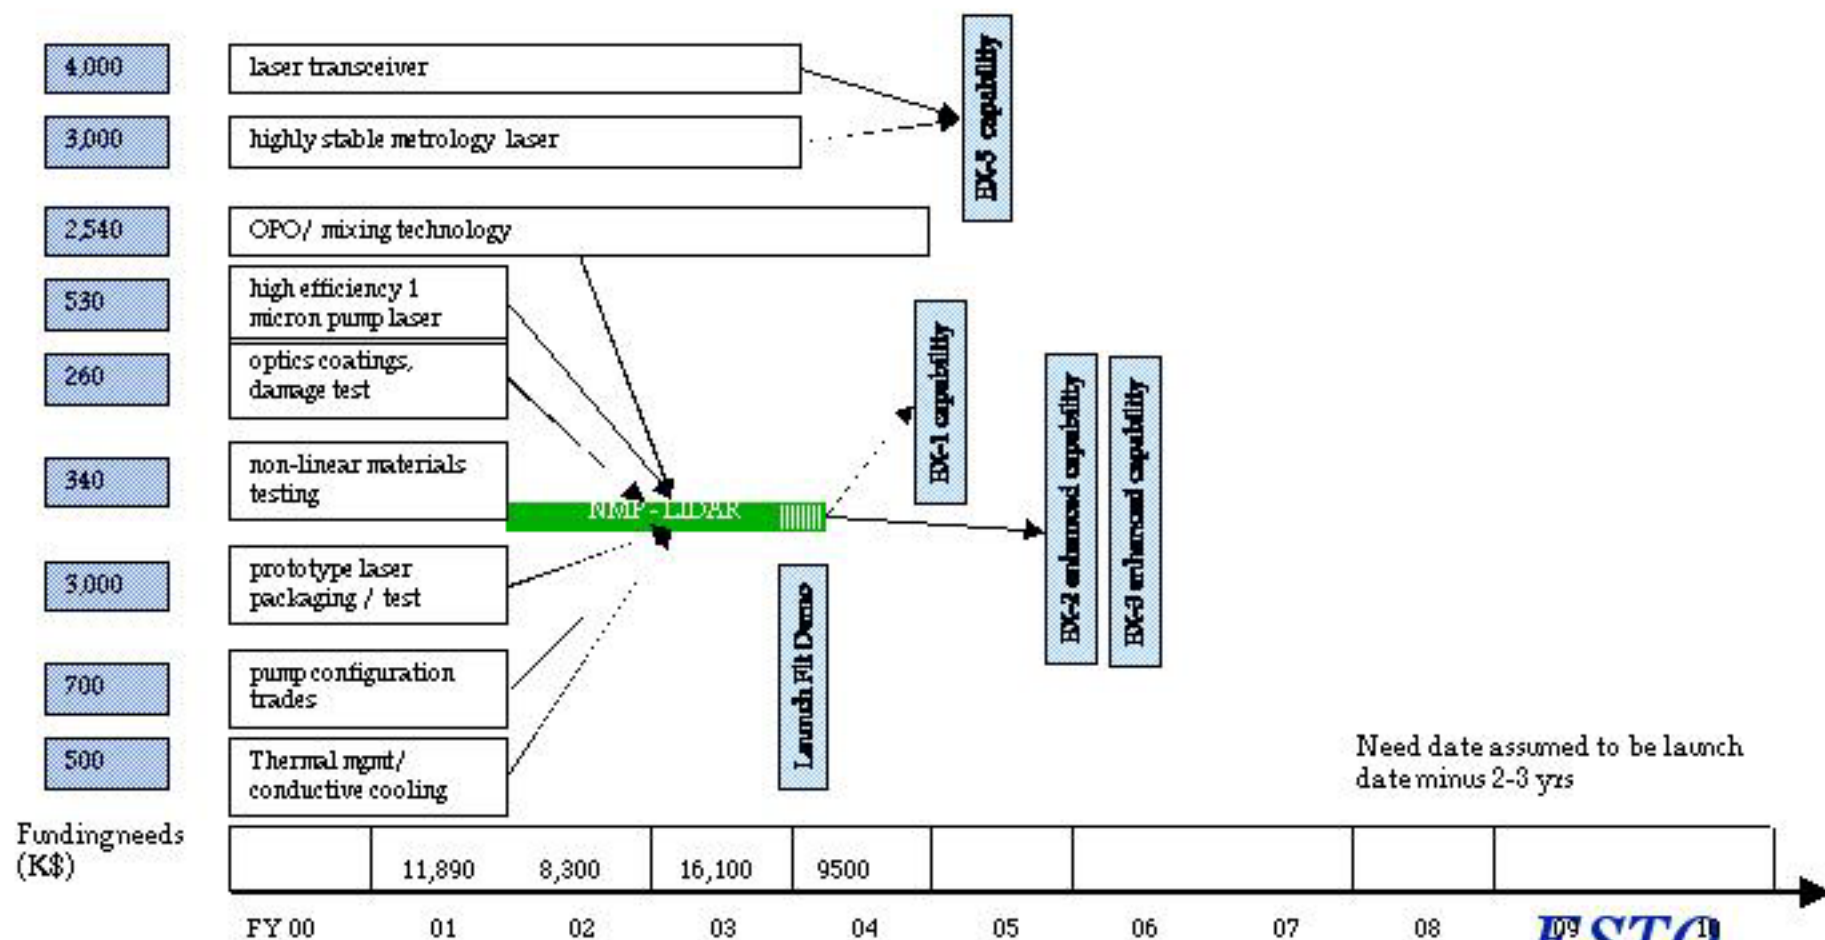 4,000
laser transceiver
3,000
highly stable metrology laser
EX-5 capability
2,540
OPO/ mixing technology
530
high efficiency 1
micron pump laser
260
optics coatings,
damage test
EX-1 capability
340
non-linear materials
testing
NMP - LIDAR
EX-2 enhanced capability
EX-3 enhanced capability
3,000
prototype laser
packaging / test
Launch Flt Demo
700
pump configuration
trades
500
Thermal mgmt/
conductive cooling
Need date assumed to be launch
date minus 2-3 yrs
Funding needs
(K$)
11,890 8,300 16,100 9500
FY 00 01 02 03 04 05 06 07 08 09 10
ESTO